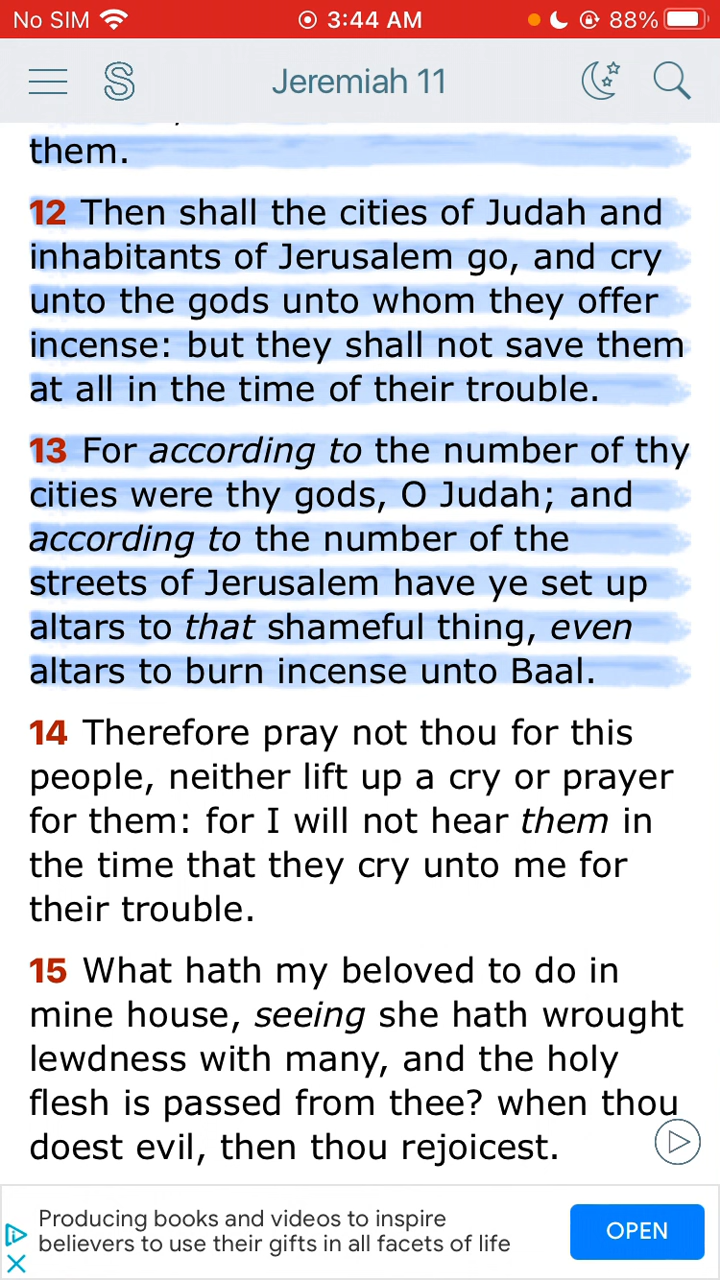 No SIM 3:44 AM 88%
S Jeremiah 11
them.
12 Then shall the cities of Judah and
inhabitants of Jerusalem go, and cry
unto the gods unto whom they offer
incense: but they shall not save them
at all in the time of their trouble.
13 For according to the number of thy
cities were thy gods, O Judah; and
according to the number of the
streets of Jerusalem have ye set up
altars to that shameful thing, even
altars to burn incense unto Baal.
14 Therefore pray not thou for this
people, neither lift up a cry or prayer
for them: for I will not hear them in
the time that they cry unto me for
their trouble.
15 What hath my beloved to do in
mine house, seeing she hath wrought
lewdness with many, and the holy
flesh is passed from thee? when thou
doest evil, then thou rejoicest.
Producing books and videos to inspire
believers to use their gifts in all facets of life
OPEN